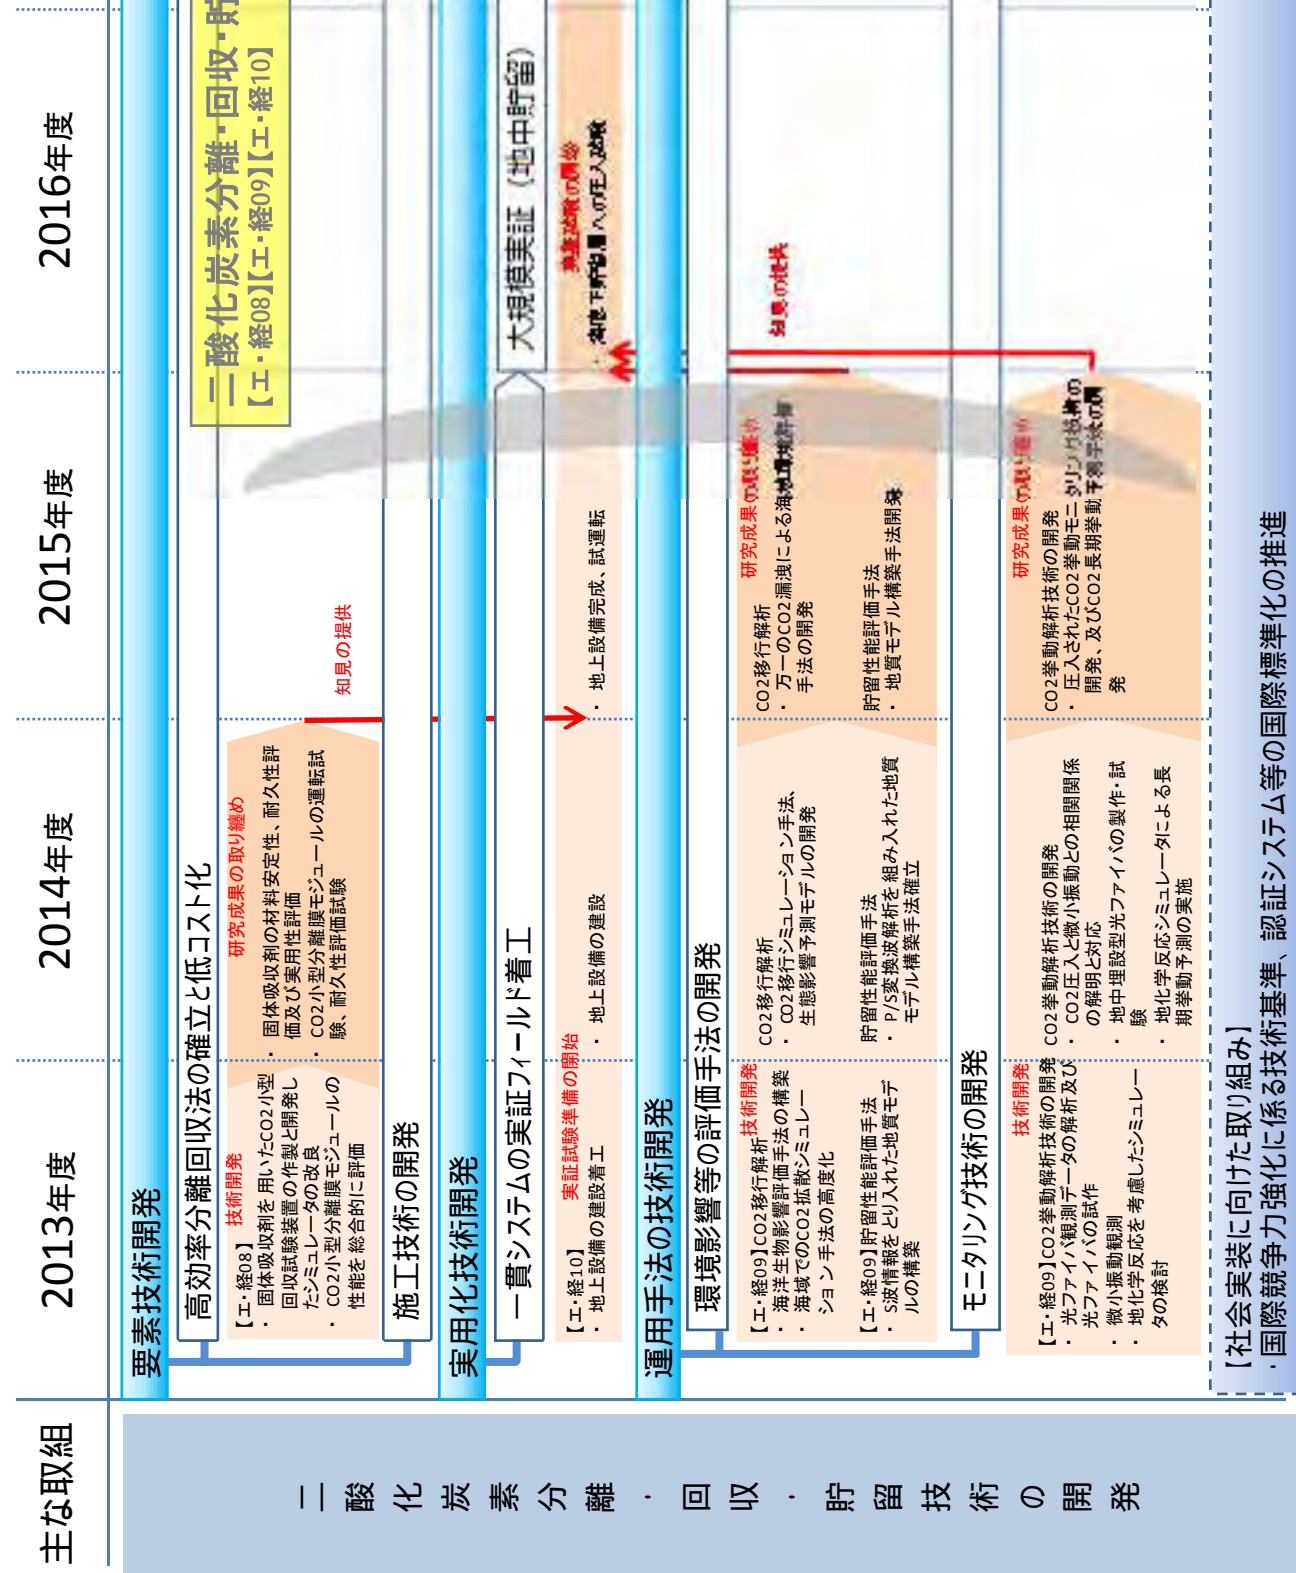 主な取組
2013年度
2014年度
2015年度
2016年度
二酸化炭素分離・回収・貯留技術の開発
二酸化炭素分離・回収・貯
【エ・経08】【エ・経09】【エ・経10】
要素技術開発
高効率分離回収法の確立と低コスト化
【エ・経08】
技術開発
・ 固体吸収剤を用いたCO2小型
回収試験装置の作製と開発し
たシミュレータの改良
・ CO2小型分離膜モジュールの
性能を総合的に評価
研究成果の取り纏め
・ 固体吸収剤の材料安定性、耐久性評
価及び実用性評価
・ CO2小型分離膜モジュールの運転試
験、耐久性評価試験
知見の提供
施工技術の開発
実用化技術開発
一貫システムの実証フィールド着工
大規模実証（地中貯留）
【エ・経10】
実証試験準備の開始
・ 地上設備の建設着工
・ 地上設備の建設
・ 地上設備完成、試運転
実証試験の開始
・ 海底下貯留層への圧入試験
運用手法の技術開発
環境影響等の評価手法の開発
技術開発
【エ・経09】CO2移行解析
・ 海洋生物影響評価手法の構築
・ 海域でのCO2拡散シミュレー
ション手法の高度化
【エ・経09】貯留性能評価手法
・ S波情報をとり入れた地質モデ
ルの構築
CO2移行解析
・ CO2移行シミュレーション手法、
生態影響予測モデルの開発
貯留性能評価手法
・ P/S変換波解析を組み入れた地質
モデル構築手法確立
研究成果の取り纏め
CO2移行解析
・ 万一のCO2漏洩による海域環境影響
手法の開発
貯留性能評価手法
・ 地質モデル構築手法開発
知見の提供
モニタリング技術の開発
技術開発
【エ・経09】CO2挙動解析技術の開発
・ 光ファイバ観測データの解析及び
光ファイバの試作
・ 微小振動観測
・ 地化学反応を考慮したシミュレー
タの検討
CO2挙動解析技術の開発
・ CO2圧入と微小振動との相関関係
の解明と対応
・ 地中埋設型光ファイバの製作・試
験
・ 地化学反応シミュレータによる長
期挙動予測の実施
研究成果の取り纏め
CO2挙動解析技術の開発
・ 圧入されたCO2挙動モニタリング技術の
開発、及びCO2長期挙動予測手法の開
発
【社会実装に向けた取り組み】
・国際競争力強化に係る技術基準、認証システム等の国際標準化の推進